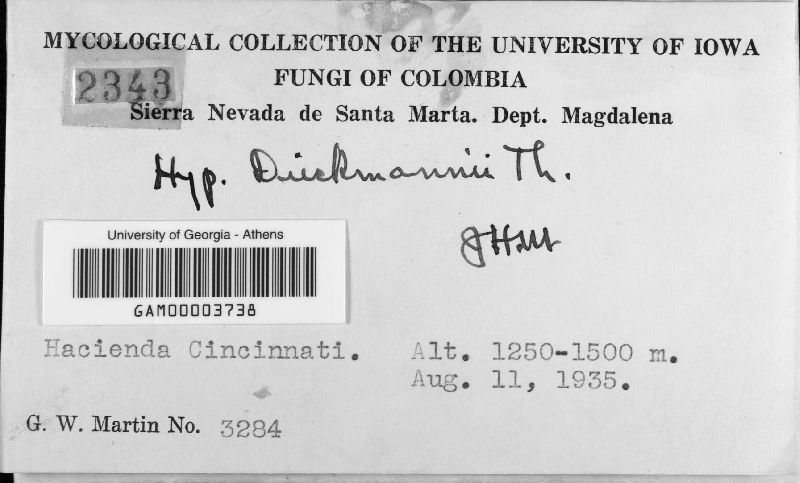 MYCOLOGICAL COLLECTION OF THE UNIVERSITY OF IOWA
2343
FUNGI OF COLOMBIA
Sierra Nevada de Santa Marta. Dept. Magdalena
Hyp. Dieckmannii Th.
JHM
University of Georgia - Athens
GAM00003738
Hacienda Cincinnati. Alt. 1250-1500 m.
Aug. 11, 1935.
G. W. Martin No. 3284